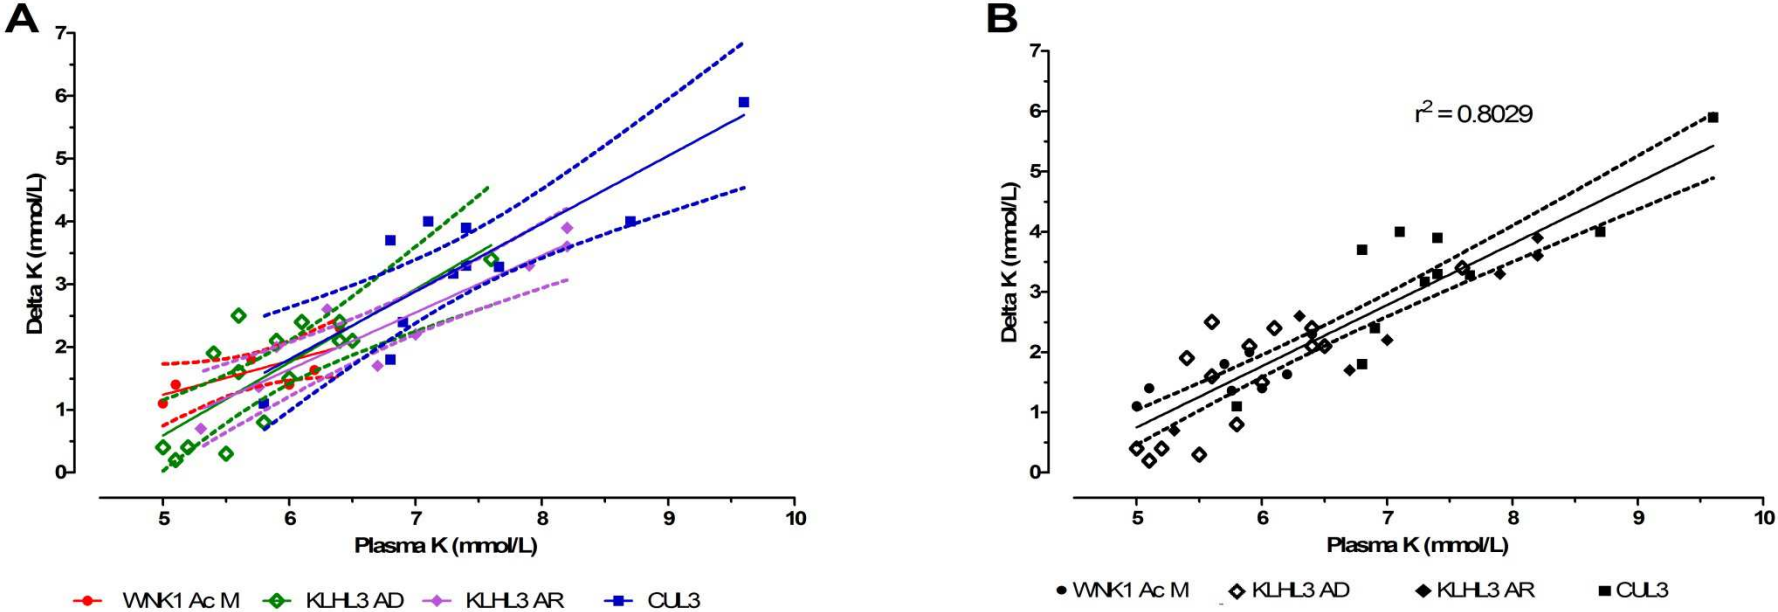 A
7
6
5
4
3
2
1
0
Delta K (mmol/L)
5 6 7 8 9 10
Plasma K (mmol/L)
WNK1 Ac M KLHL3 AD KLHL3 AR CUL3
B
7
6
5
4
3
2
1
0
Delta K (mmol/L)
r² = 0.8029
5 6 7 8 9 10
Plasma K (mmol/L)
WNK1 Ac M KLHL3 AD KLHL3 AR CUL3